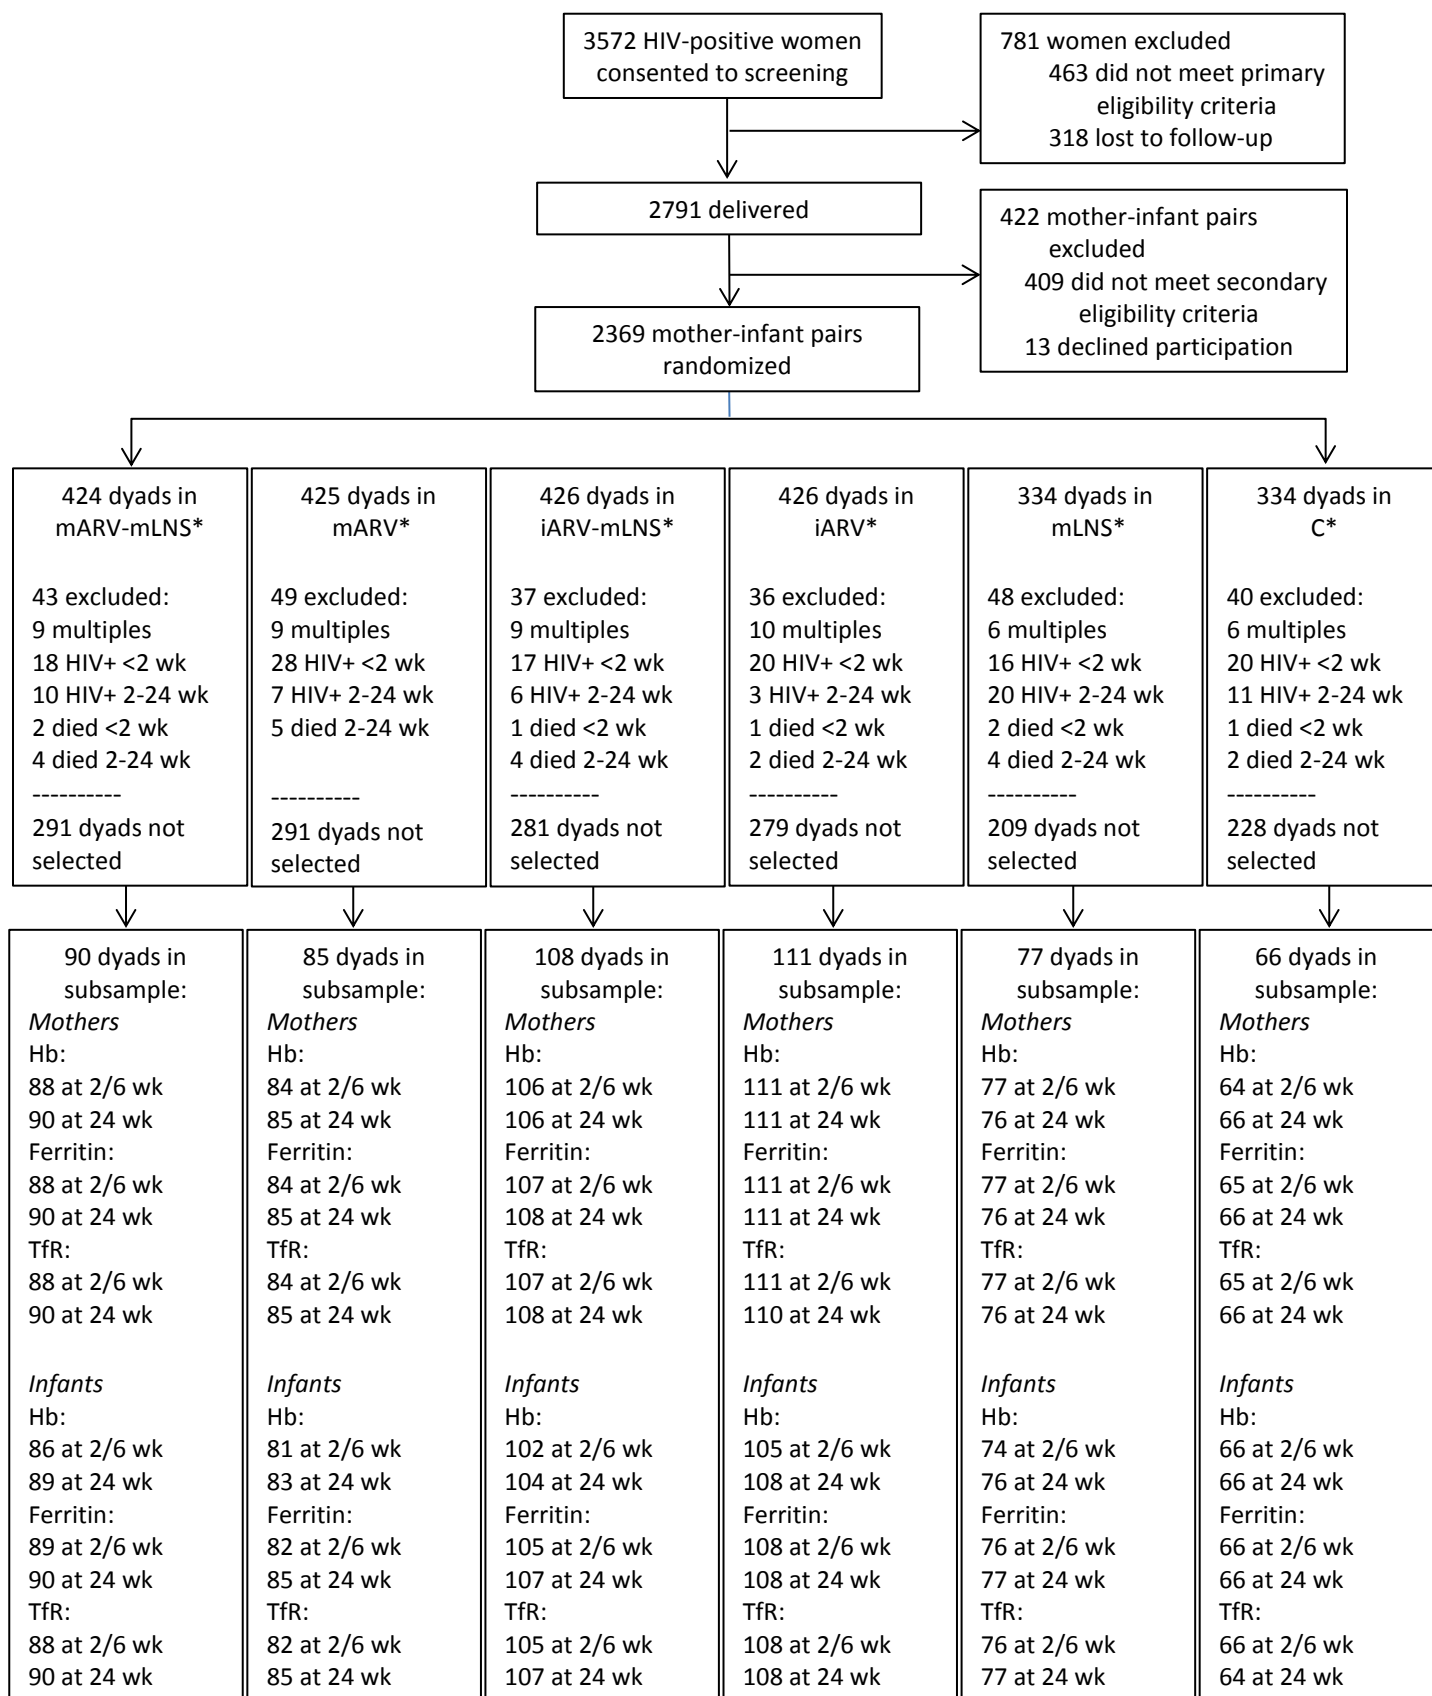 3572 HIV-positive women
consented to screening
781 women excluded
463 did not meet primary
eligibility criteria
318 lost to follow-up
2791 delivered
422 mother-infant pairs
excluded
409 did not meet secondary
eligibility criteria
13 declined participation
2369 mother-infant pairs
randomized
424 dyads in
mARV-mLNS*
43 excluded:
9 multiples
18 HIV+ <2 wk
10 HIV+ 2-24 wk
2 died <2 wk
4 died 2-24 wk
----------
291 dyads not
selected
425 dyads in
mARV*
49 excluded:
9 multiples
28 HIV+ <2 wk
7 HIV+ 2-24 wk
5 died 2-24 wk
----------
291 dyads not
selected
426 dyads in
iARV-mLNS*
37 excluded:
9 multiples
17 HIV+ <2 wk
6 HIV+ 2-24 wk
1 died <2 wk
4 died 2-24 wk
----------
281 dyads not
selected
426 dyads in
iARV*
36 excluded:
10 multiples
20 HIV+ <2 wk
3 HIV+ 2-24 wk
1 died <2 wk
2 died 2-24 wk
----------
279 dyads not
selected
334 dyads in
mLNS*
48 excluded:
6 multiples
16 HIV+ <2 wk
20 HIV+ 2-24 wk
2 died <2 wk
4 died 2-24 wk
----------
209 dyads not
selected
334 dyads in
C*
40 excluded:
6 multiples
20 HIV+ <2 wk
11 HIV+ 2-24 wk
1 died <2 wk
2 died 2-24 wk
----------
228 dyads not
selected
90 dyads in
subsample:
Mothers
Hb:
88 at 2/6 wk
90 at 24 wk
Ferritin:
88 at 2/6 wk
90 at 24 wk
TfR:
88 at 2/6 wk
90 at 24 wk
Infants
Hb:
86 at 2/6 wk
89 at 24 wk
Ferritin:
89 at 2/6 wk
90 at 24 wk
TfR:
88 at 2/6 wk
90 at 24 wk
85 dyads in
subsample:
Mothers
Hb:
84 at 2/6 wk
85 at 24 wk
Ferritin:
84 at 2/6 wk
85 at 24 wk
TfR:
84 at 2/6 wk
85 at 24 wk
Infants
Hb:
81 at 2/6 wk
83 at 24 wk
Ferritin:
82 at 2/6 wk
85 at 24 wk
TfR:
82 at 2/6 wk
85 at 24 wk
108 dyads in
subsample:
Mothers
Hb:
106 at 2/6 wk
106 at 24 wk
Ferritin:
107 at 2/6 wk
108 at 24 wk
TfR:
107 at 2/6 wk
108 at 24 wk
Infants
Hb:
102 at 2/6 wk
104 at 24 wk
Ferritin:
105 at 2/6 wk
107 at 24 wk
TfR:
105 at 2/6 wk
107 at 24 wk
111 dyads in
subsample:
Mothers
Hb:
111 at 2/6 wk
111 at 24 wk
Ferritin:
111 at 2/6 wk
111 at 24 wk
TfR:
111 at 2/6 wk
110 at 24 wk
Infants
Hb:
105 at 2/6 wk
108 at 24 wk
Ferritin:
108 at 2/6 wk
108 at 24 wk
TfR:
108 at 2/6 wk
108 at 24 wk
77 dyads in
subsample:
Mothers
Hb:
77 at 2/6 wk
76 at 24 wk
Ferritin:
77 at 2/6 wk
76 at 24 wk
TfR:
77 at 2/6 wk
76 at 24 wk
Infants
Hb:
74 at 2/6 wk
76 at 24 wk
Ferritin:
76 at 2/6 wk
77 at 24 wk
TfR:
76 at 2/6 wk
77 at 24 wk
66 dyads in
subsample:
Mothers
Hb:
64 at 2/6 wk
66 at 24 wk
Ferritin:
65 at 2/6 wk
66 at 24 wk
TfR:
65 at 2/6 wk
66 at 24 wk
Infants
Hb:
66 at 2/6 wk
66 at 24 wk
Ferritin:
66 at 2/6 wk
66 at 24 wk
TfR:
66 at 2/6 wk
64 at 24 wk